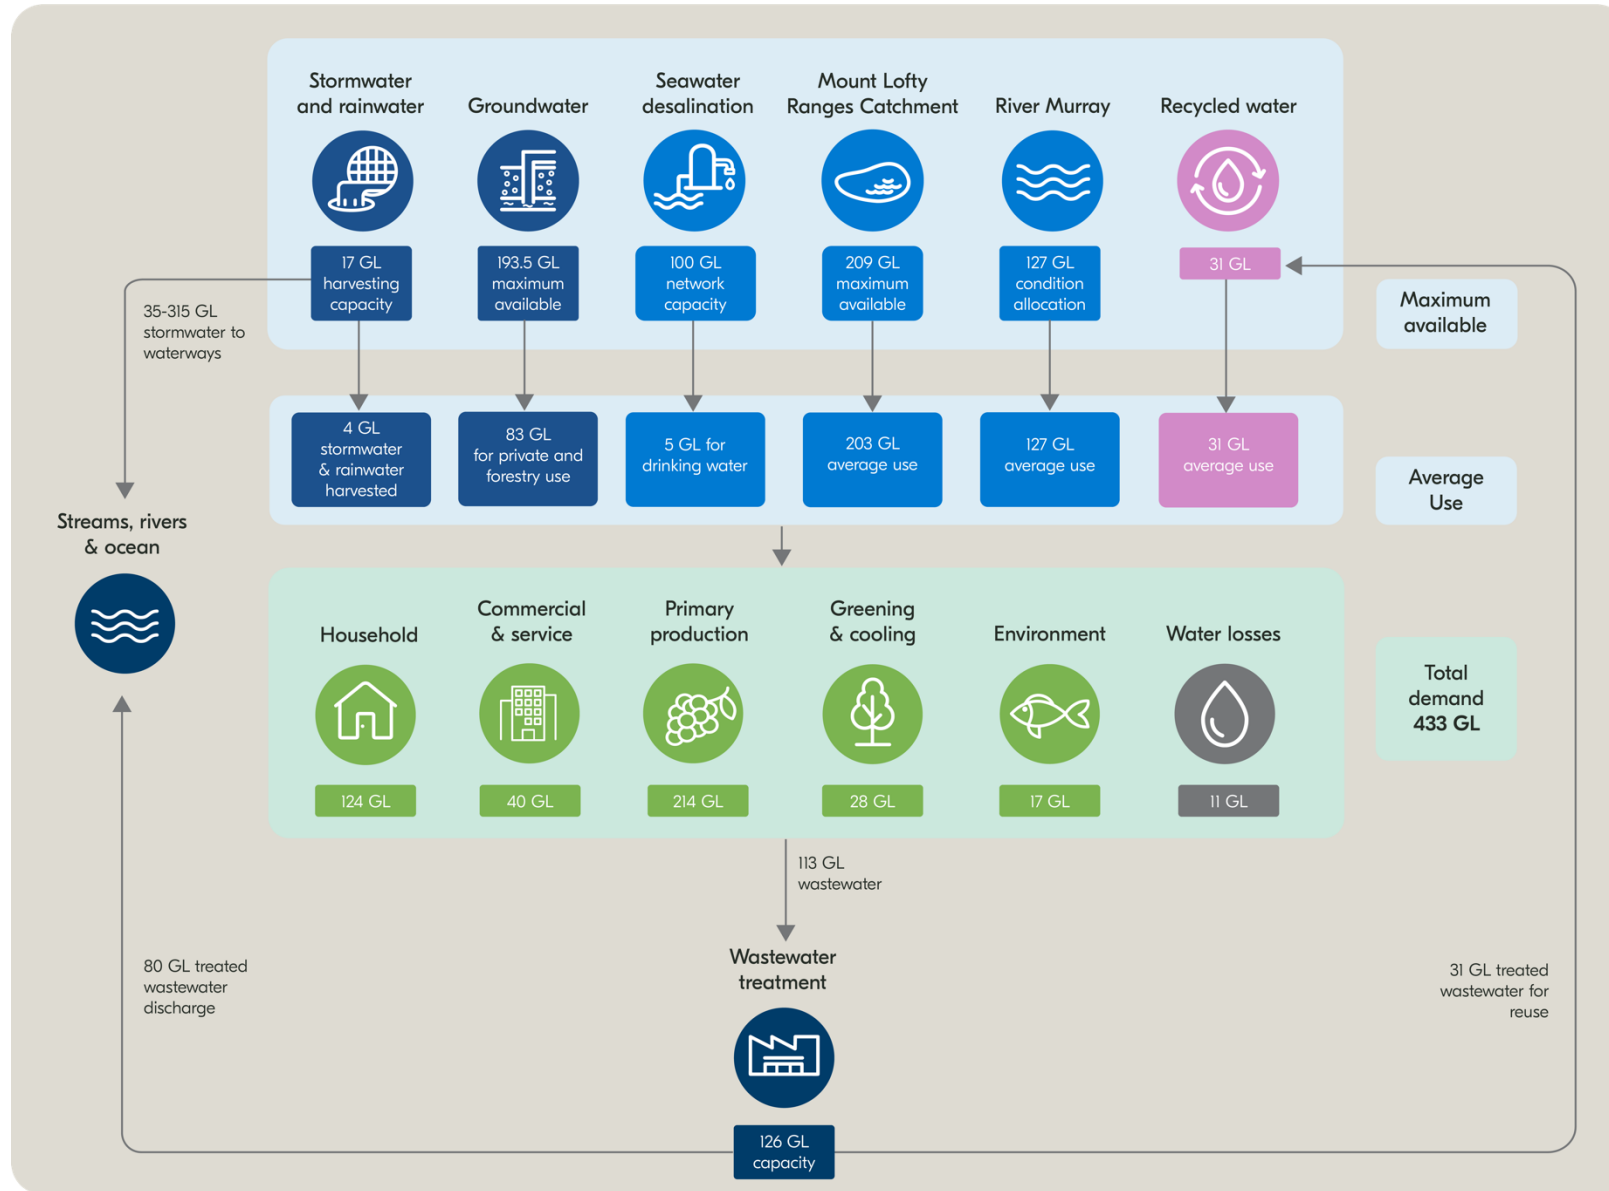 Stormwater
and rainwater
Groundwater
Seawater
desalination
Mount Lofty
Ranges Catchment
River Murray
Recycled water
17 GL
harvesting
capacity
193.5 GL
maximum
available
100 GL
network
capacity
209 GL
maximum
available
127 GL
condition
allocation
31 GL
Maximum
available
35-315 GL
stormwater to
waterways
4 GL
stormwater
& rainwater
harvested
83 GL
for private and
forestry use
5 GL for
drinking water
203 GL
average use
127 GL
average use
31 GL
average use
Average
Use
Streams, rivers
& ocean
Household
Commercial
& service
Primary
production
Greening
& cooling
Environment
Water losses
124 GL
40 GL
214 GL
28 GL
17 GL
11 GL
Total
demand
433 GL
113 GL
wastewater
Wastewater
treatment
80 GL treated
wastewater
discharge
31 GL treated
wastewater for
reuse
126 GL
capacity